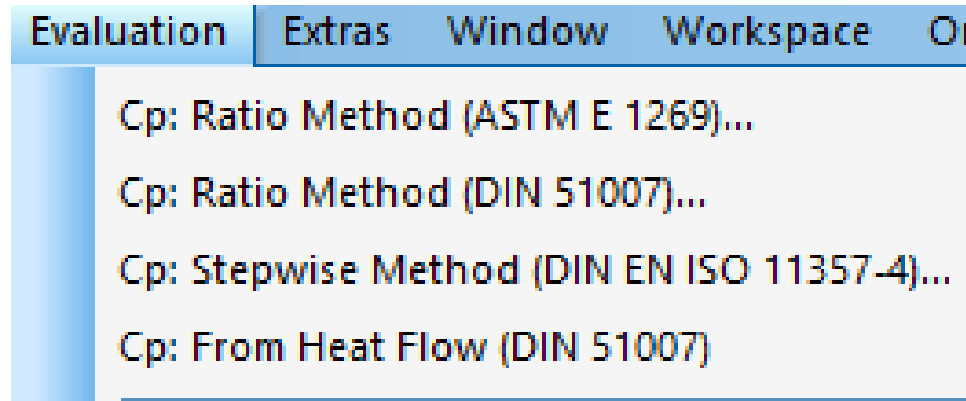 Evaluation Extras Window Workspace
Cp: Ratio Method (ASTM E 1269)...
Cp: Ratio Method (DIN 51007)...
Cp: Stepwise Method (DIN EN ISO 11357-4)...
Cp: From Heat Flow (DIN 51007)